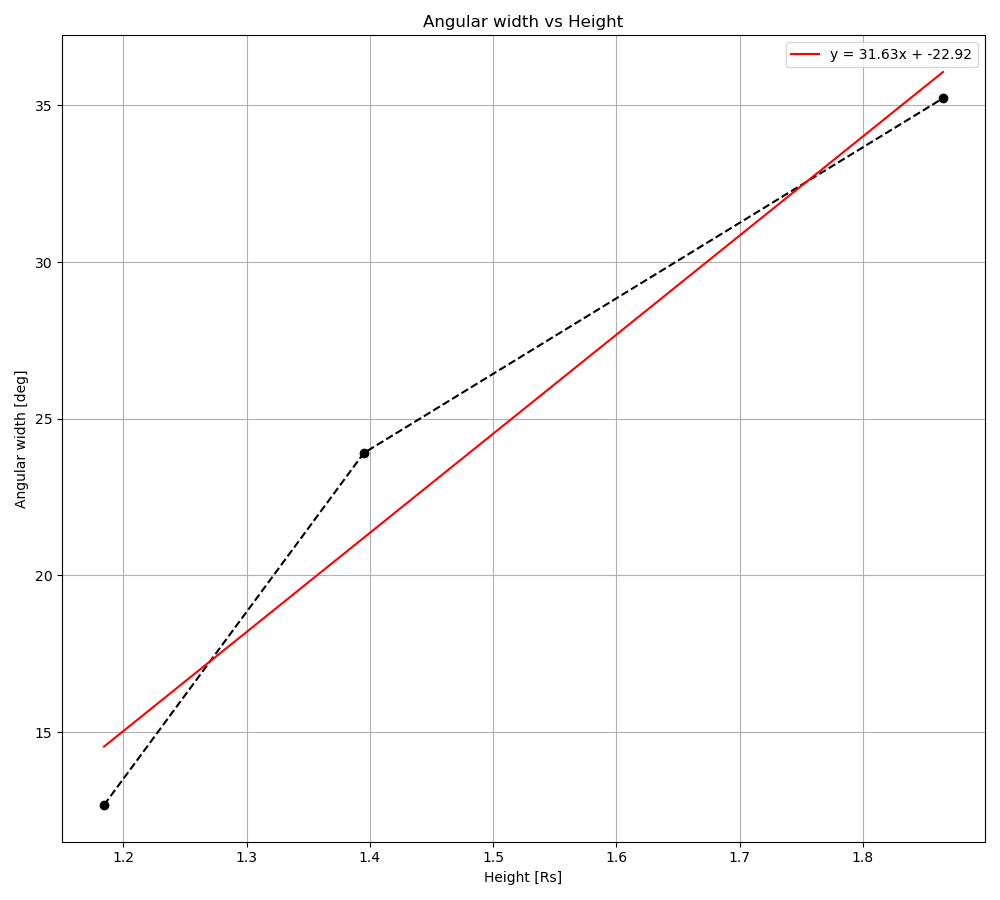 Angular width vs Height
y = 31.63x + -22.92
Angular width [deg]
35
30
25
20
15
1.2 1.3 1.4 1.5 1.6 1.7 1.8
Height [Rs]